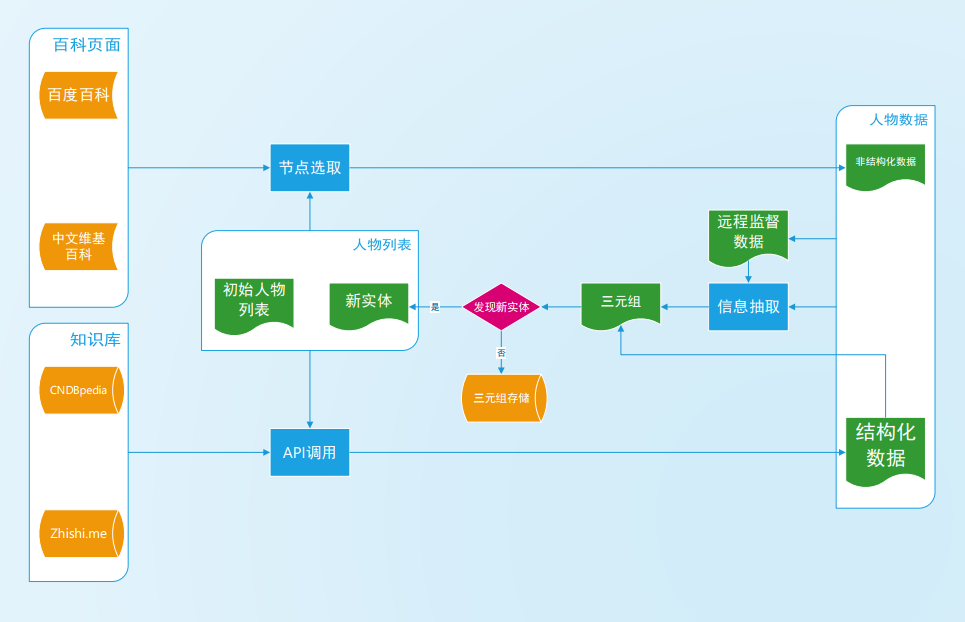 百科页面
百度百科
中文维基
百科
知识库
CNDBpedia
Zhishi.me
节点选取
人物列表
初始人物
列表
新实体
API调用
是
发现新实体
否
三元组存储
三元组
远程监督
数据
信息抽取
人物数据
非结构化数据
结构化
数据